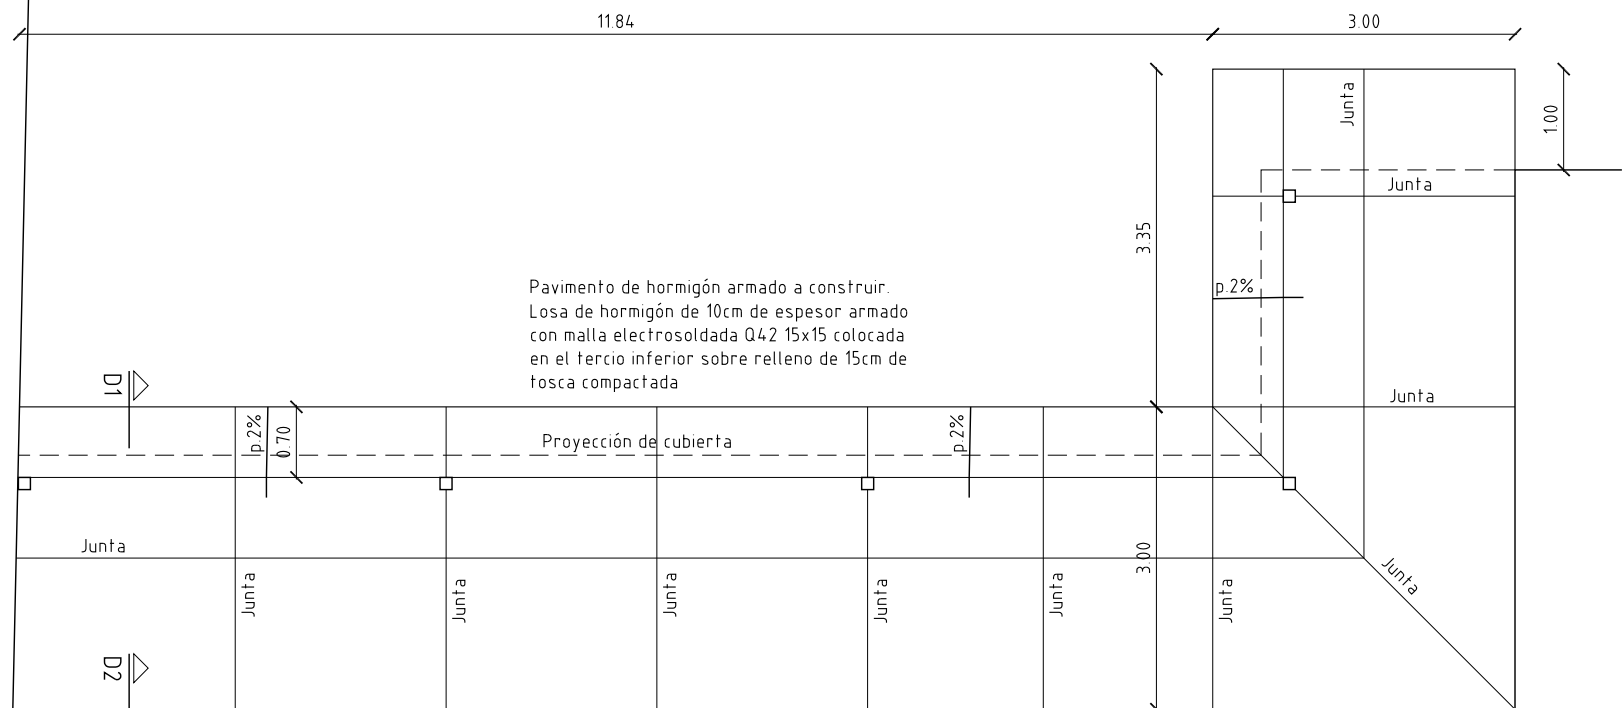 11.84
3.00
Junta
1.00
Junta
3.35
p.2%
Pavimento de hormigón armado a construir.
Losa de hormigón de 10cm de espesor armado
con malla electrosoldada Q42 15x15 colocada
en el tercio inferior sobre relleno de 15cm de
tosca compactada
D1
Junta
p.2%
0.70
Proyección de cubierta
p.2%
Junta
3.00
Junta
Junta
Junta
Junta
Junta
Junta
Junta
D2